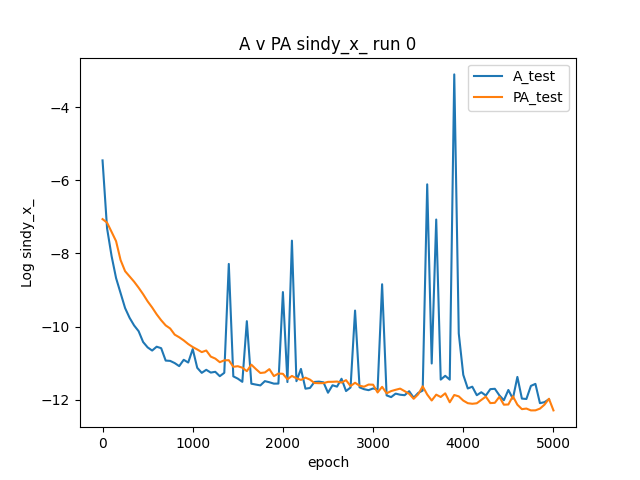 A v PA sindy_x_ run 0
A_test
PA_test
Log sindy_x_
−4
−6
−8
−10
−12
0
1000
2000
3000
4000
5000
epoch